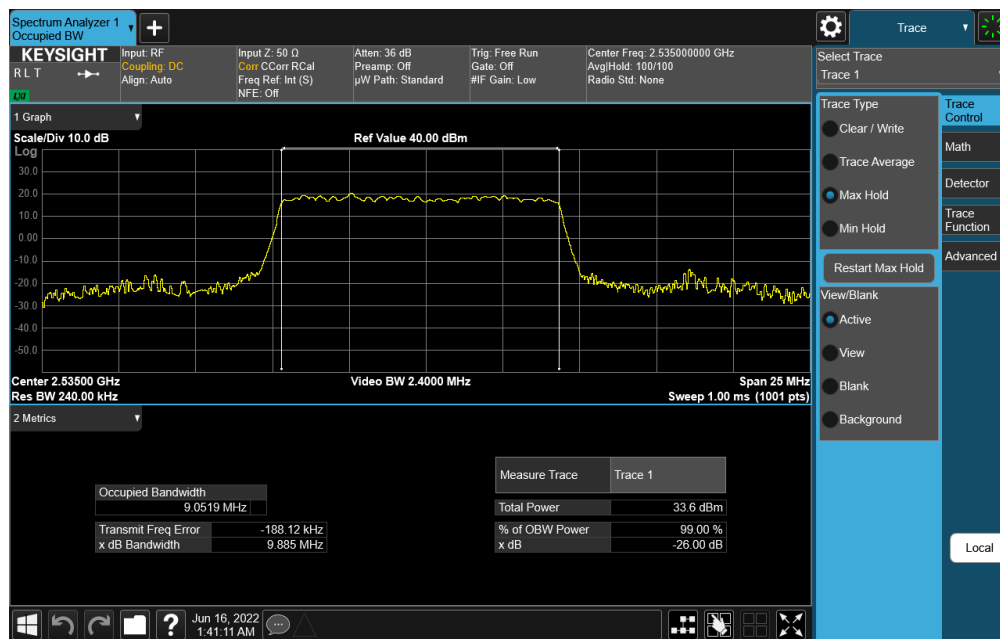 Spectrum Analyzer 1
Occupied BW
Trace
KEYSIGHT
R L T
LXI
Input: RF
Coupling: DC
Align: Auto
Input Z: 50 Ω
Corr CCorr RCal
Freq Ref: Int (S)
NFE: Off
Atten: 36 dB
Preamp: Off
µW Path: Standard
Trig: Free Run
Gate: Off
#IF Gain: Low
Center Freq: 2.535000000 GHz
Avg|Hold: 100/100
Radio Std: None
Select Trace
Trace 1
1 Graph
Scale/Div 10.0 dB
Ref Value 40.00 dBm
Log
30.0
20.0
10.0
0.00
-10.0
-20.0
-30.0
-40.0
-50.0
Center 2.53500 GHz
Video BW 2.4000 MHz
Span 25 MHz
Res BW 240.00 kHz
Sweep 1.00 ms (1001 pts)
2 Metrics
Occupied Bandwidth
9.0519 MHz
Transmit Freq Error -188.12 kHz
x dB Bandwidth 9.885 MHz
Measure Trace Trace 1
Total Power 33.6 dBm
% of OBW Power 99.00 %
x dB -26.00 dB
Trace Type
Clear / Write
Trace Average
Max Hold
Min Hold
Restart Max Hold
View/Blank
Active
View
Blank
Background
Trace
Control
Math
Detector
Trace
Function
Advanced
Local
Jun 16, 2022
1:41:11 AM